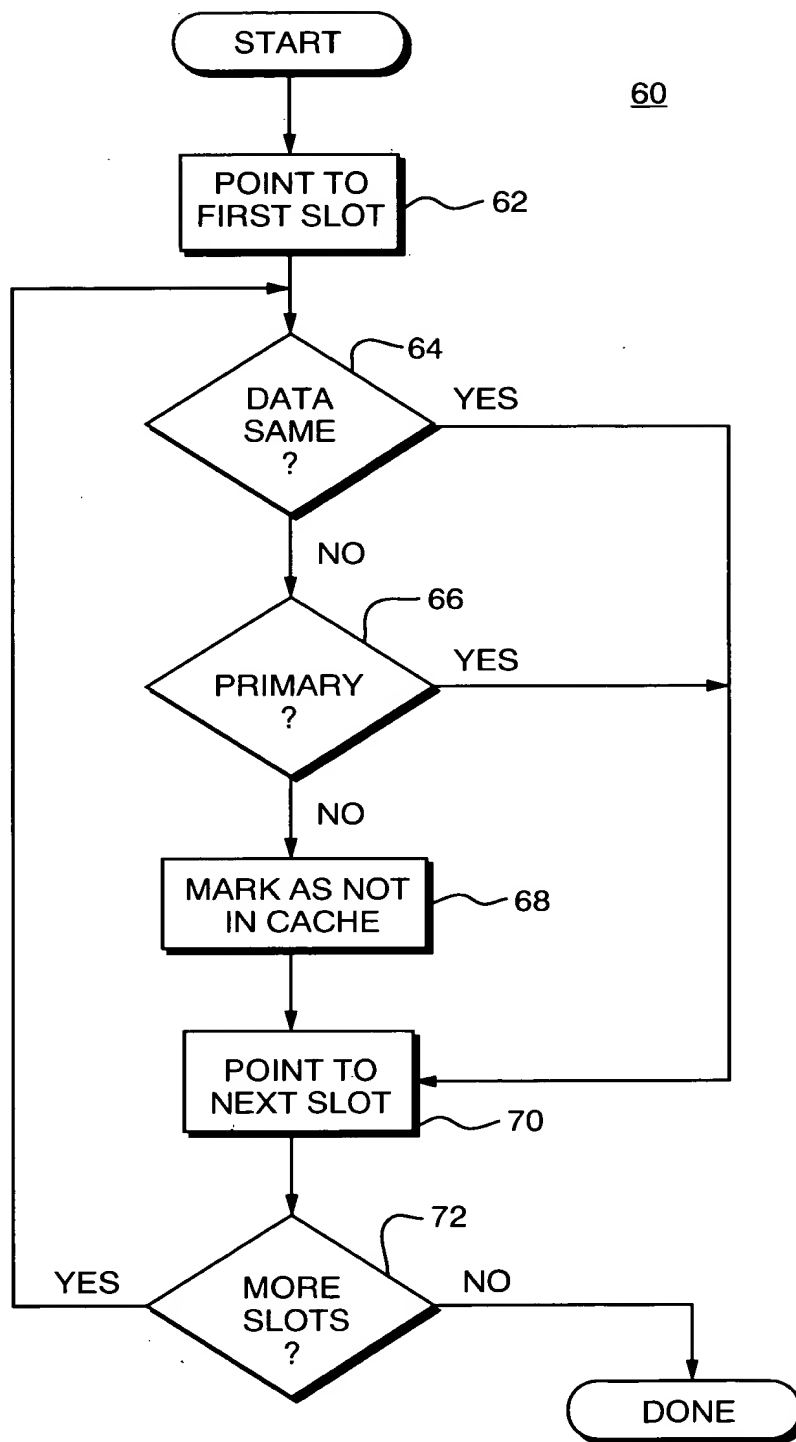 START
60
POINT TO
FIRST SLOT
62
64
DATA
SAME
?
YES
NO
66
PRIMARY
?
YES
NO
MARK AS NOT
IN CACHE
68
POINT TO
NEXT SLOT
70
72
YES
MORE
SLOTS
?
NO
DONE